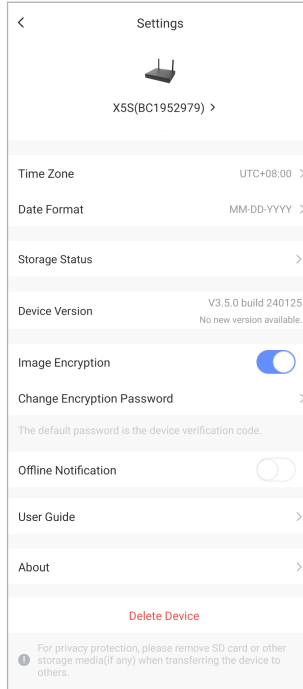 Settings
X5S(BC1952979) >
Time Zone UTC+08:00 >
Date Format MM-DD-YYYY >
Storage Status >
Device Version V3.5.0 build 240125
No new version available.
Image Encryption
Change Encryption Password >
The default password is the device verification code.
Offline Notification
User Guide >
About >
Delete Device
For privacy protection, please remove SD card or other
storage media(if any) when transferring the device to
others.